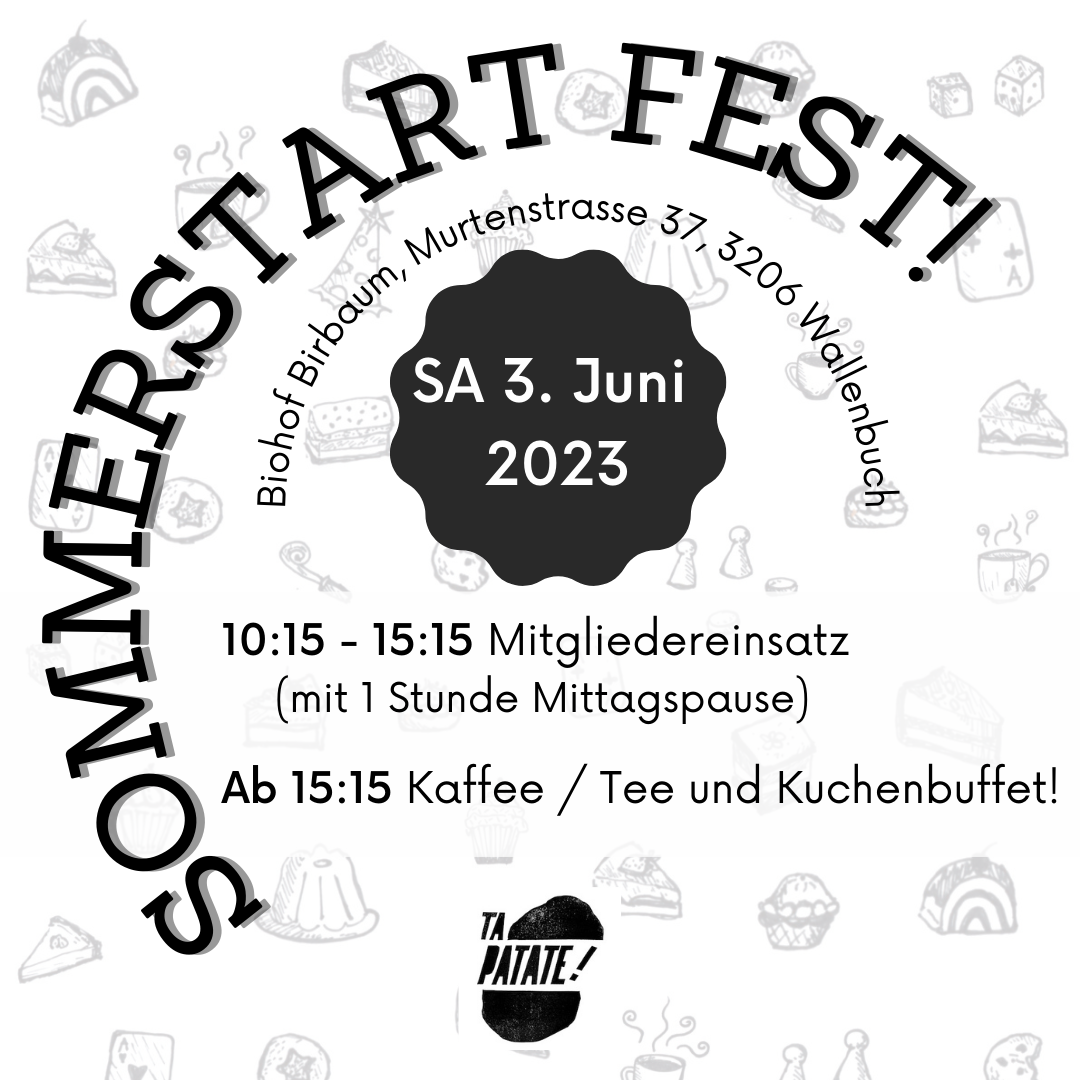 SOMMERSTART FEST!
Biohof Birbaum, Murtenstrasse 37, 3206 Wallenbuch
SA 3. Juni
2023
10:15 - 15:15 Mitgliedereinsatz
(mit 1 Stunde Mittagspause)
Ab 15:15 Kaffee / Tee und Kuchenbuffet!
TA
PATATE!
A